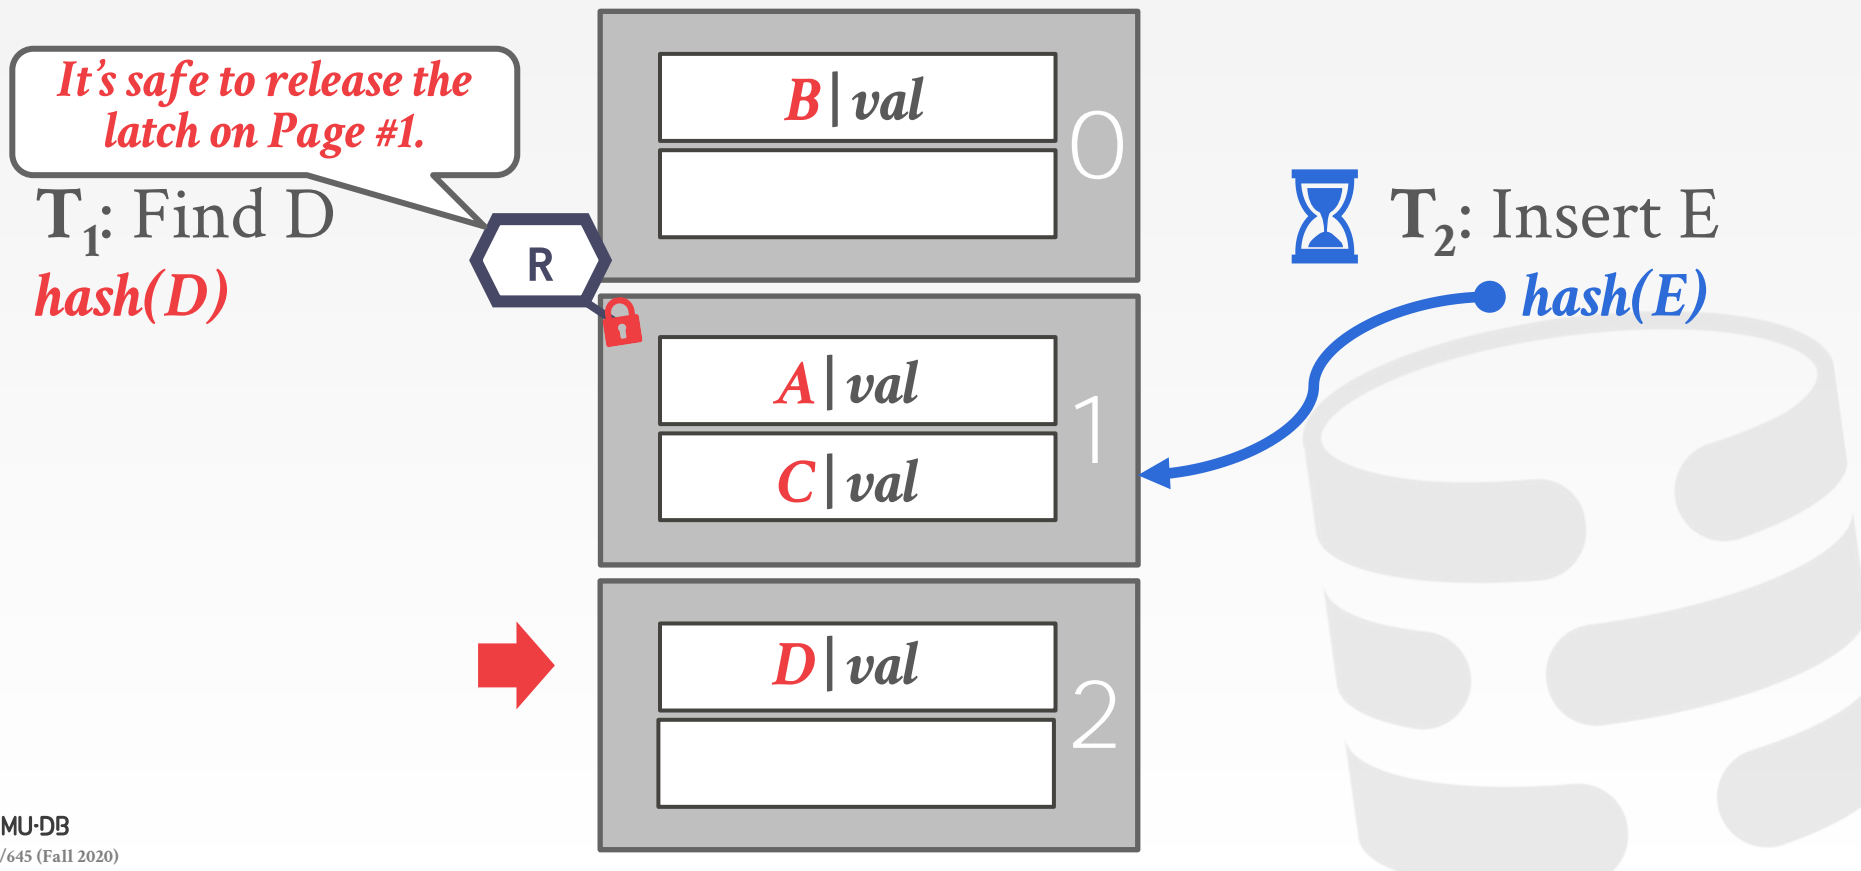 It's safe to release the
latch on Page #1.
T1: Find D
hash(D)
R
B|val
0
A|val
C|val
1
D|val
2
T2: Insert E
hash(E)
MU·DB
/645 (Fall 2020)